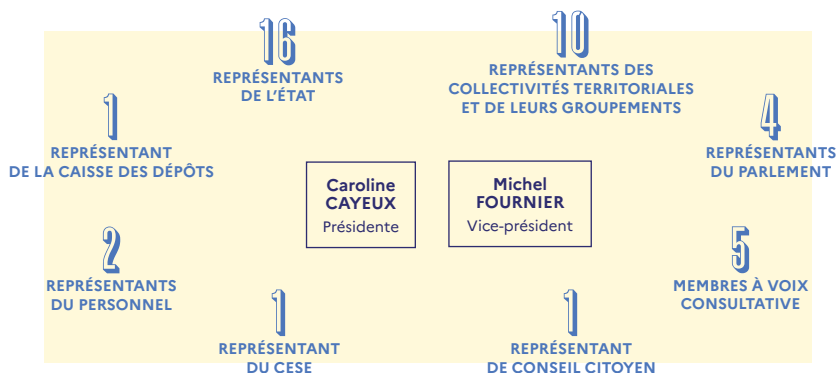 16
REPRÉSENTANTS
DE L'ÉTAT
10
REPRÉSENTANTS DES
COLLECTIVITÉS TERRITORIALES
ET DE LEURS GROUPEMENTS
1
REPRÉSENTANT
DE LA CAISSE DES DÉPÔTS
4
REPRÉSENTANTS
DU PARLEMENT
Caroline
CAYEUX
Présidente
Michel
FOURNIER
Vice-président
2
REPRÉSENTANTS
DU PERSONNEL
5
MEMBRES À VOIX
CONSULTATIVE
1
REPRÉSENTANT
DU CESE
1
REPRÉSENTANT
DE CONSEIL CITOYEN